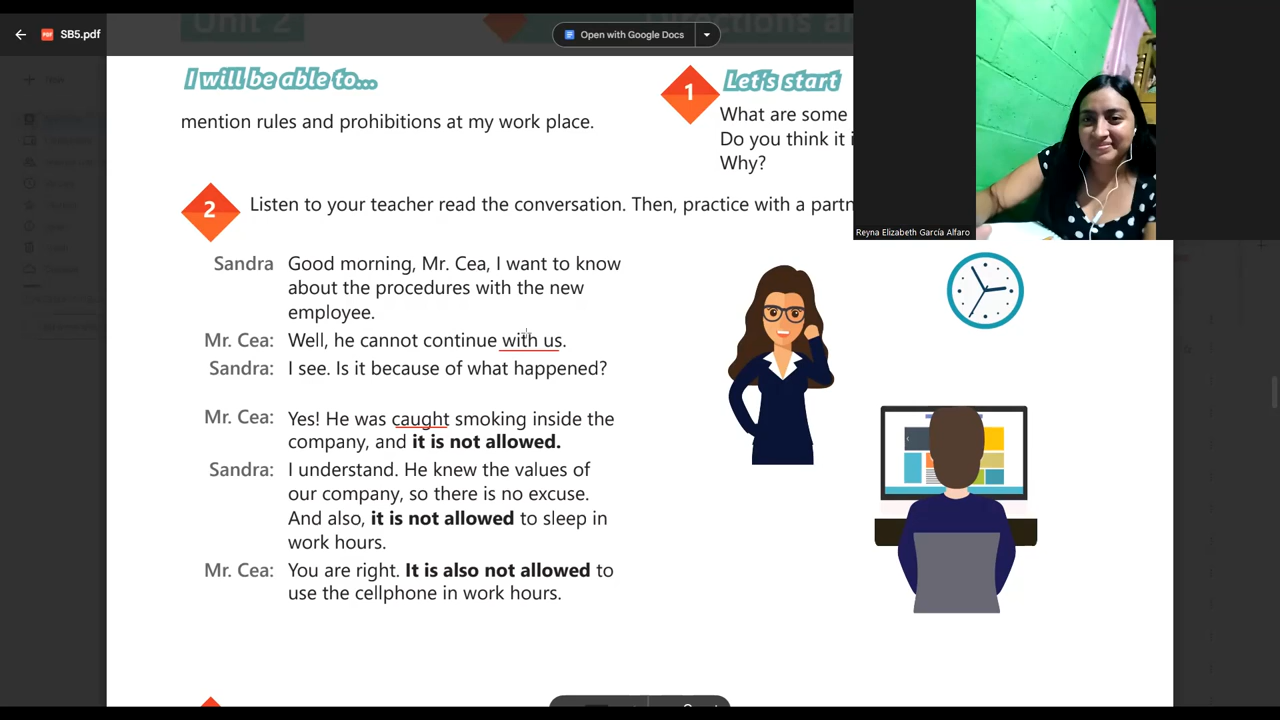 Unit 2
SB5.pdf
Open with Google Docs
I will be able to...
mention rules and prohibitions at my work place.
1
Let's start
What are some
Do you think it i
Why?
2
Listen to your teacher read the conversation. Then, practice with a partn
Reyna Elizabeth García Alfaro
Sandra Good morning, Mr. Cea, I want to know
about the procedures with the new
employee.
Mr. Cea: Well, he cannot continue with us.
Sandra: I see. Is it because of what happened?
Mr. Cea: Yes! He was caught smoking inside the
company, and it is not allowed.
Sandra: I understand. He knew the values of
our company, so there is no excuse.
And also, it is not allowed to sleep in
work hours.
Mr. Cea: You are right. It is also not allowed to
use the cellphone in work hours.